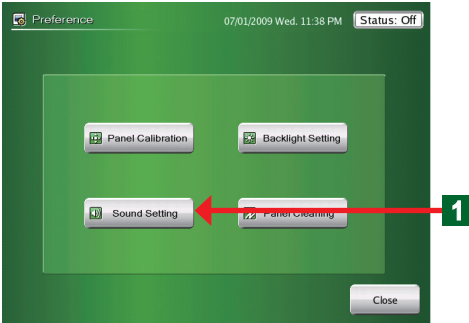 Preference
07/01/2009 Wed. 11:38 PM
Status: Off
Panel Calibration
Backlight Setting
Sound Setting
Panel Cleaning
1
Close